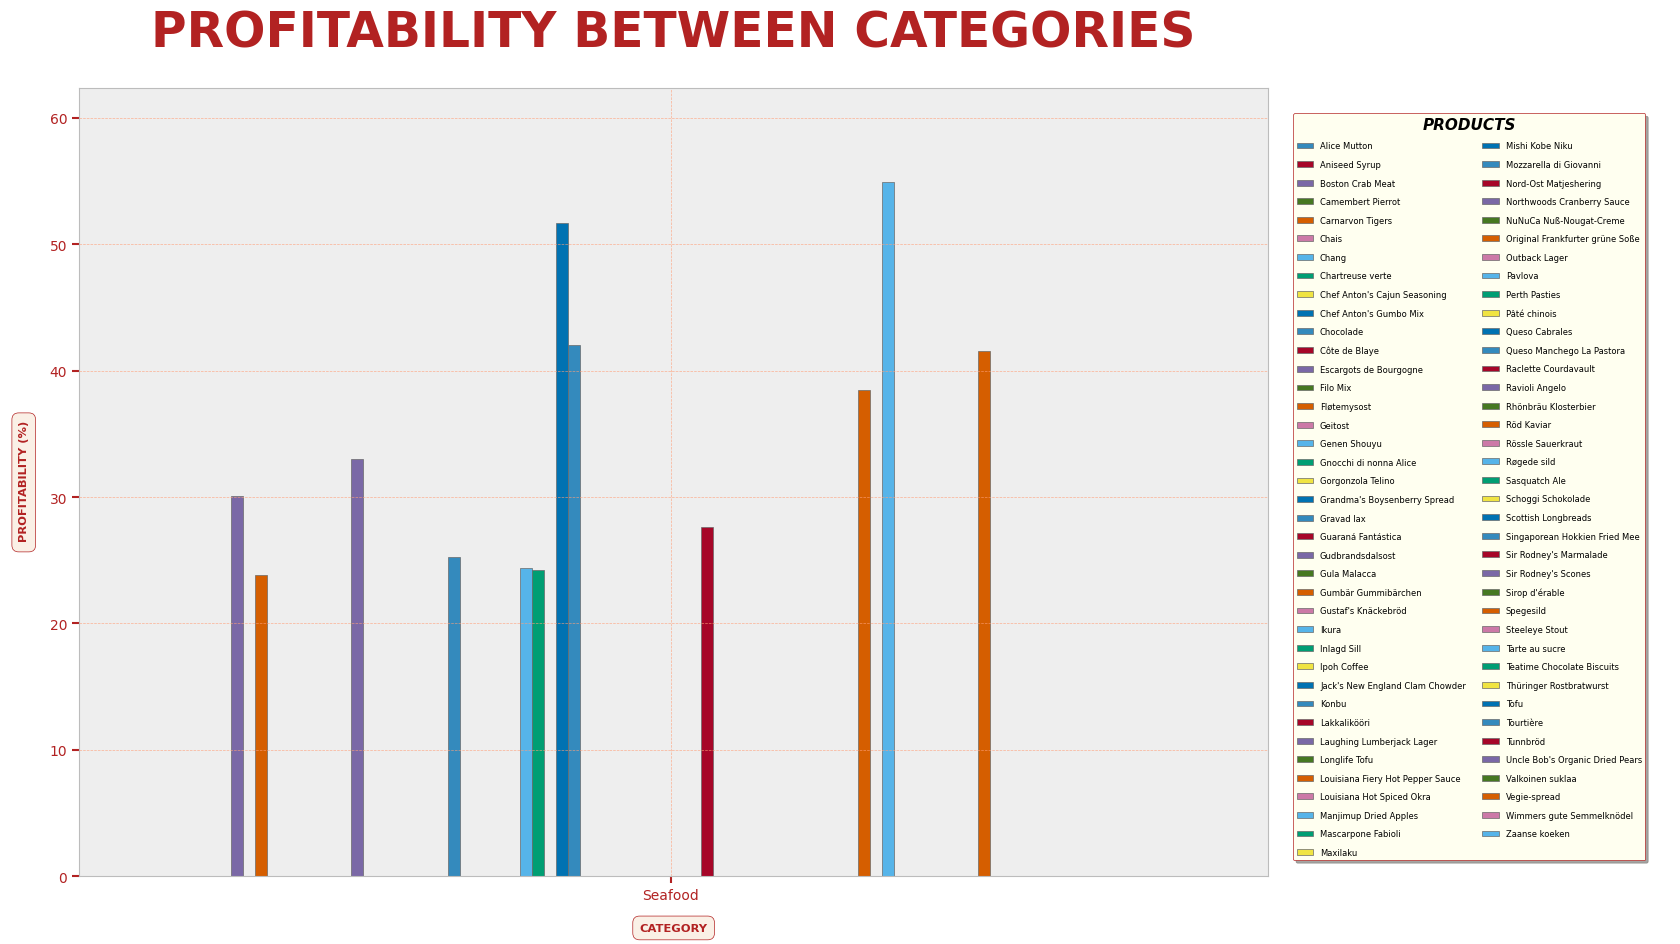 PROFITABILITY BETWEEN CATEGORIES
60
50
40
30
20
10
0
PROFITABILITY (%)
Seafood
CATEGORY
PRODUCTS
Alice Mutton
Aniseed Syrup
Boston Crab Meat
Camembert Pierrot
Carnarvon Tigers
Chais
Chang
Chartreuse verte
Chef Anton's Cajun Seasoning
Chef Anton's Gumbo Mix
Chocolade
Côte de Blaye
Escargots de Bourgogne
Filo Mix
Fløtemysost
Geitost
Genen Shouyu
Gnocchi di nonna Alice
Gorgonzola Telino
Grandma's Boysenberry Spread
Gravad lax
Guaraná Fantástica
Gudbrandsdalsost
Gula Malacca
Gumbär Gummibärchen
Gustaf's Knäckebröd
Ikura
Inlagd Sill
Ipoh Coffee
Jack's New England Clam Chowder
Konbu
Lakkalikööri
Laughing Lumberjack Lager
Longlife Tofu
Louisiana Fiery Hot Pepper Sauce
Louisiana Hot Spiced Okra
Manjimup Dried Apples
Mascarpone Fabioli
Maxilaku
Mishi Kobe Niku
Mozzarella di Giovanni
Nord-Ost Matjeshering
Northwoods Cranberry Sauce
NuNuCa Nuß-Nougat-Creme
Original Frankfurter grüne Soße
Outback Lager
Pavlova
Perth Pasties
Pâté chinois
Queso Cabrales
Queso Manchego La Pastora
Raclette Courdavault
Ravioli Angelo
Rhönbräu Klosterbier
Röd Kaviar
Rössle Sauerkraut
Røgede sild
Sasquatch Ale
Schoggi Schokolade
Scottish Longbreads
Singaporean Hokkien Fried Mee
Sir Rodney's Marmalade
Sir Rodney's Scones
Sirop d'érable
Spegesild
Steeleye Stout
Tarte au sucre
Teatime Chocolate Biscuits
Thüringer Rostbratwurst
Tofu
Tourtière
Tunnbröd
Uncle Bob's Organic Dried Pears
Valkoinen suklaa
Vegie-spread
Wimmers gute Semmelknödel
Zaanse koeken